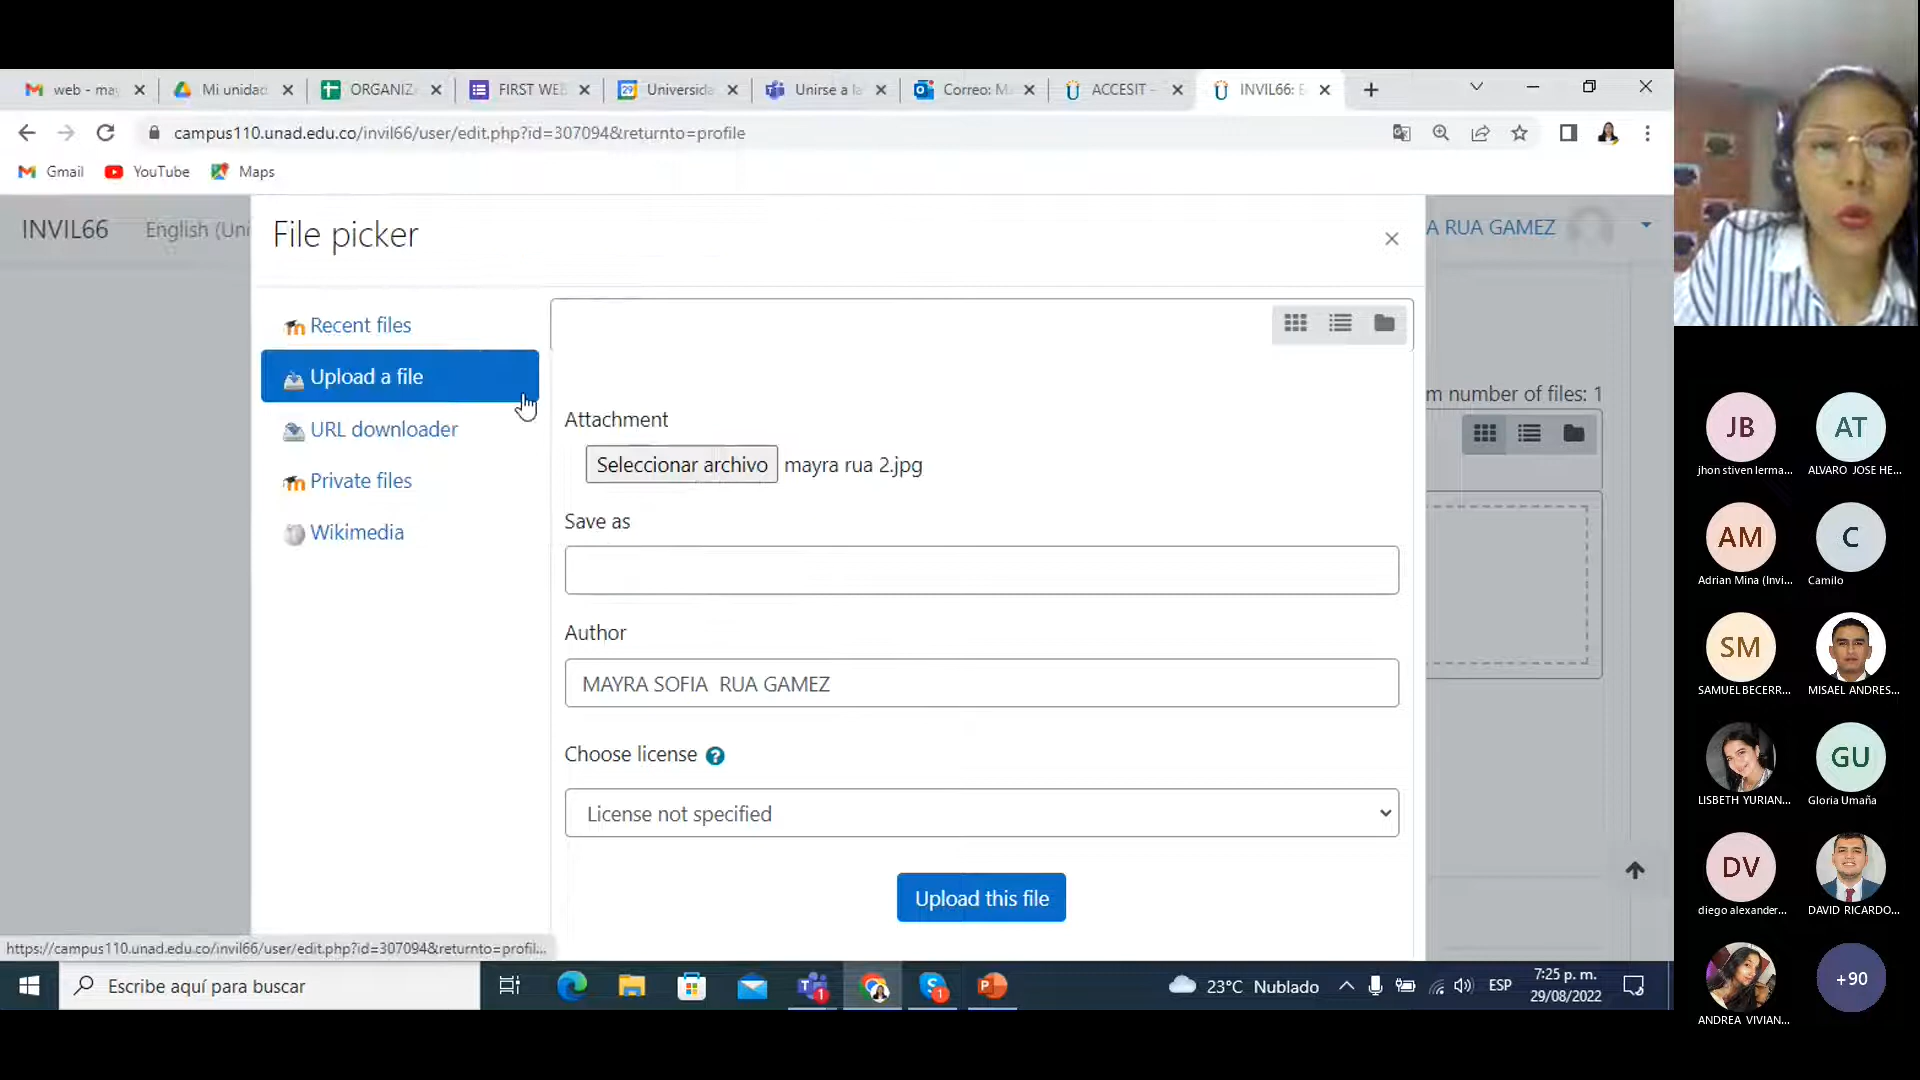 web - ma
Mi unidad
ORGANIZ
FIRST WEB
Universida
Unirse a la
Correo: M
ACCESIT -
INVIL66: E
campus110.unad.edu.co/invil66/user/edit.php?id=307094&returnto=profile
Gmail
YouTube
Maps
INVIL66
English (Uni
File picker
A RUA GAMEZ
Recent files
Upload a file
URL downloader
Private files
Wikimedia
m number of files: 1
Attachment
Seleccionar archivo mayra rua 2.jpg
Save as
Author
MAYRA SOFIA RUA GAMEZ
Choose license ?
License not specified
Upload this file
https://campus110.unad.edu.co/invil66/user/edit.php?id=307094&returnto=profil...
Escribe aquí para buscar
23°C Nublado
ESP
7:25 p. m.
29/08/2022
JB
jhon stiven lerma...
AT
ALVARO JOSE HE...
AM
Adrian Mina (Invi...
C
Camilo
SM
SAMUEL BECERR...
MISAEL ANDRES...
LISBETH YURIAN...
GU
Gloria Umaña
DV
diego alexander...
DAVID RICARDO...
ANDREA VIVIAN...
+90